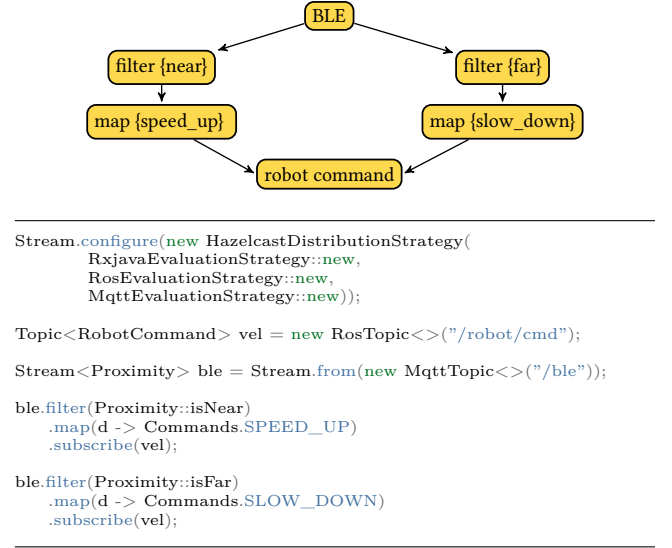 BLE
filter {near}
filter {far}
map {speed_up}
map {slow_down}
robot command
Stream.configure(new HazelcastDistributionStrategy(
RxjavaEvaluationStrategy::new,
RosEvaluationStrategy::new,
MqttEvaluationStrategy::new));
Topic<RobotCommand> vel = new RosTopic<>("/robot/cmd");
Stream<Proximity> ble = Stream.from(new MqttTopic<>("/ble"));
ble.filter(Proximity::isNear)
.map(d -> Commands.SPEED_UP)
.subscribe(vel);
ble.filter(Proximity::isFar)
.map(d -> Commands.SLOW_DOWN)
.subscribe(vel);